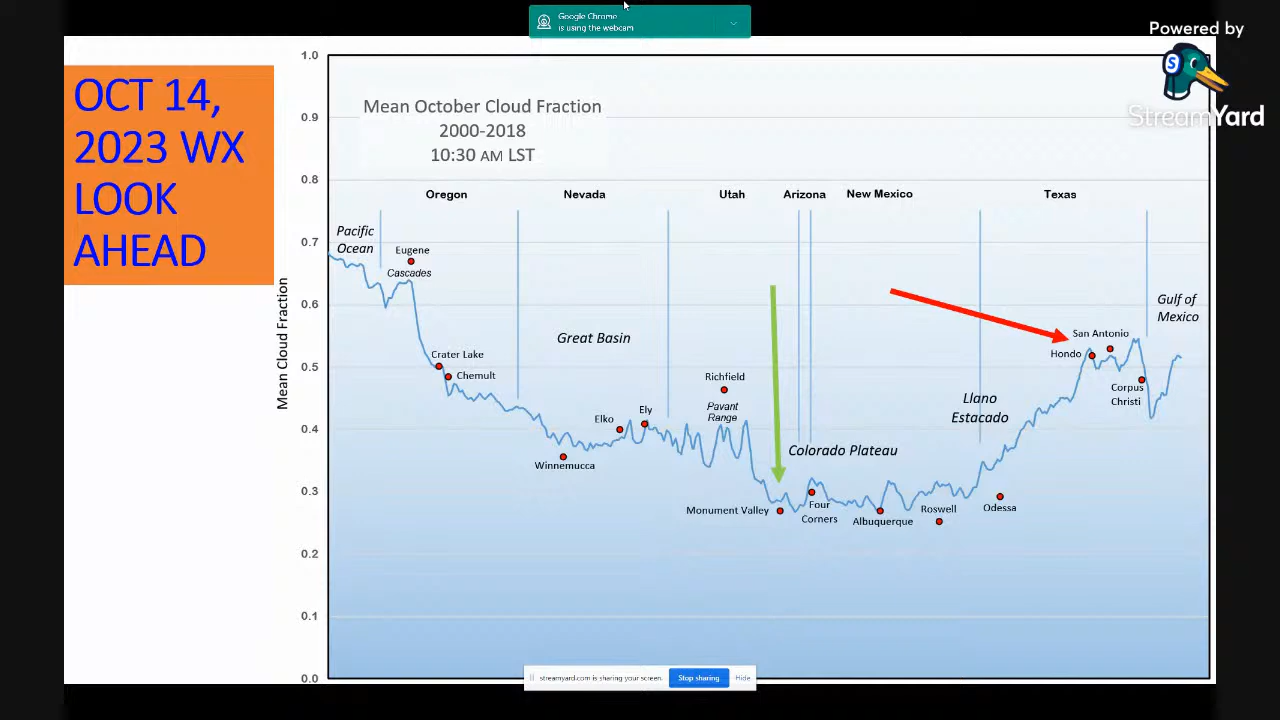 Google Chrome
is using the webcam
Powered by
StreamYard
OCT 14,
2023 WX
LOOK
AHEAD
Mean October Cloud Fraction
2000-2018
10:30 AM LST
Mean Cloud Fraction
1.0
0.9
0.8
0.7
0.6
0.5
0.4
0.3
0.2
0.1
0.0
Oregon
Nevada
Utah
Arizona
New Mexico
Texas
Pacific
Ocean
Eugene
Cascades
Crater Lake
Chemult
Great Basin
Winnemucca
Elko
Ely
Richfield
Pavant
Range
Monument Valley
Colorado Plateau
Four
Corners
Albuquerque
Roswell
Llano
Estacado
Odessa
Hondo
San Antonio
Corpus
Christi
Gulf of
Mexico
streamyard.com is sharing your screen.
Stop sharing
Hide